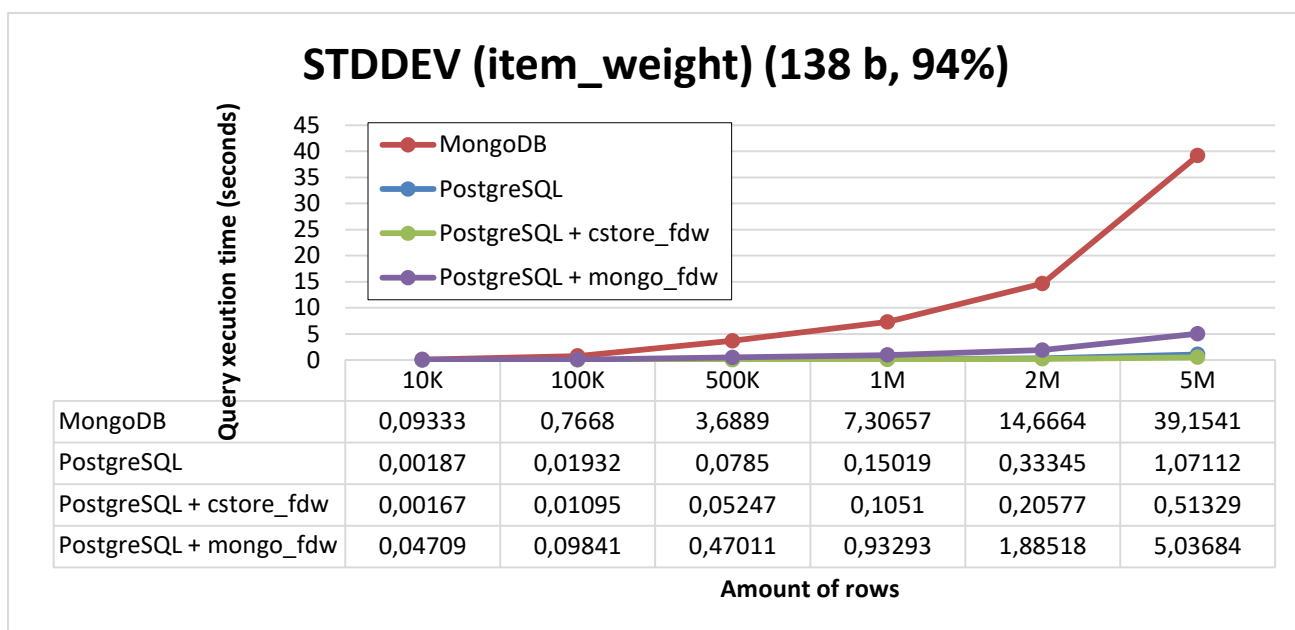 STDDEV (item_weight) (138 b, 94%)
Query xecution time (seconds)
45
40
35
30
25
20
15
10
5
0
MongoDB
PostgreSQL
PostgreSQL + cstore_fdw
PostgreSQL + mongo_fdw
10K 100K 500K 1M 2M 5M
MongoDB 0,09333 0,7668 3,6889 7,30657 14,6664 39,1541
PostgreSQL 0,00187 0,01932 0,0785 0,15019 0,33345 1,07112
PostgreSQL + cstore_fdw 0,00167 0,01095 0,05247 0,1051 0,20577 0,51329
PostgreSQL + mongo_fdw 0,04709 0,09841 0,47011 0,93293 1,88518 5,03684
Amount of rows